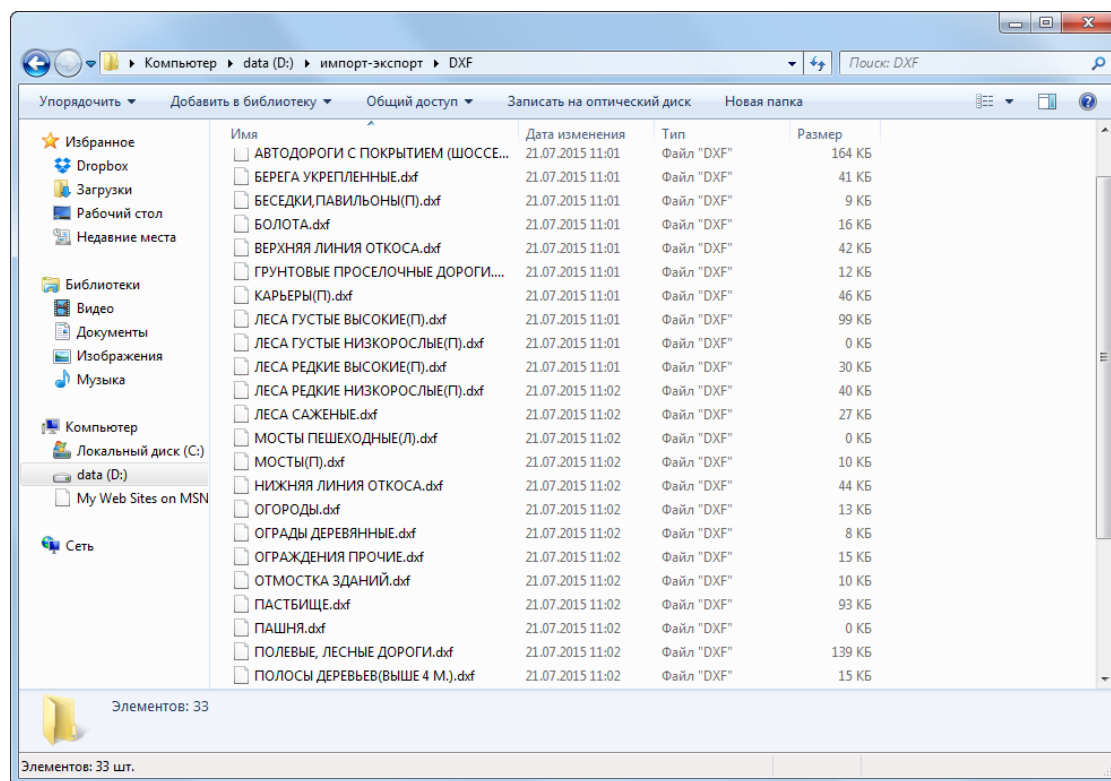 Компьютер ▸ data (D:) ▸ импорт-экспорт ▸ DXF
Поиск: DXF
Упорядочить Добавить в библиотеку Общий доступ Записать на оптический диск Новая папка
Избранное
Dropbox
Загрузки
Рабочий стол
Недавние места
Библиотеки
Видео
Документы
Изображения
Музыка
Компьютер
Локальный диск (C:)
data (D:)
My Web Sites on MSN
Сеть
Имя Дата изменения Тип Размер
АВТОДОРОГИ С ПОКРЫТИЕМ (ШОССЕ... 21.07.2015 11:01 Файл "DXF" 164 КБ
БЕРЕГА УКРЕПЛЕННЫЕ.dxf 21.07.2015 11:01 Файл "DXF" 41 КБ
БЕСЕДКИ,ПАВИЛЬОНЫ(П).dxf 21.07.2015 11:01 Файл "DXF" 9 КБ
БОЛОТА.dxf 21.07.2015 11:01 Файл "DXF" 16 КБ
ВЕРХНЯЯ ЛИНИЯ ОТКОСА.dxf 21.07.2015 11:01 Файл "DXF" 42 КБ
ГРУНТОВЫЕ ПРОСЕЛОЧНЫЕ ДОРОГИ.... 21.07.2015 11:01 Файл "DXF" 12 КБ
КАРЬЕРЫ(П).dxf 21.07.2015 11:01 Файл "DXF" 46 КБ
ЛЕСА ГУСТЫЕ ВЫСОКИЕ(П).dxf 21.07.2015 11:01 Файл "DXF" 99 КБ
ЛЕСА ГУСТЫЕ НИЗКОРОСЛЫЕ(П).dxf 21.07.2015 11:01 Файл "DXF" 0 КБ
ЛЕСА РЕДКИЕ ВЫСОКИЕ(П).dxf 21.07.2015 11:01 Файл "DXF" 30 КБ
ЛЕСА РЕДКИЕ НИЗКОРОСЛЫЕ(П).dxf 21.07.2015 11:02 Файл "DXF" 40 КБ
ЛЕСА САЖЕНЫЕ.dxf 21.07.2015 11:02 Файл "DXF" 27 КБ
МОСТЫ ПЕШЕХОДНЫЕ(Л).dxf 21.07.2015 11:02 Файл "DXF" 0 КБ
МОСТЫ(П).dxf 21.07.2015 11:02 Файл "DXF" 10 КБ
НИЖНЯЯ ЛИНИЯ ОТКОСА.dxf 21.07.2015 11:02 Файл "DXF" 44 КБ
ОГОРОДЫ.dxf 21.07.2015 11:02 Файл "DXF" 13 КБ
ОГРАДЫ ДЕРЕВЯННЫЕ.dxf 21.07.2015 11:02 Файл "DXF" 8 КБ
ОГРАЖДЕНИЯ ПРОЧИЕ.dxf 21.07.2015 11:02 Файл "DXF" 15 КБ
ОТМОСТКА ЗДАНИЙ.dxf 21.07.2015 11:02 Файл "DXF" 10 КБ
ПАСТБИЩЕ.dxf 21.07.2015 11:02 Файл "DXF" 93 КБ
ПАШНЯ.dxf 21.07.2015 11:02 Файл "DXF" 0 КБ
ПОЛЕВЫЕ, ЛЕСНЫЕ ДОРОГИ.dxf 21.07.2015 11:02 Файл "DXF" 139 КБ
ПОЛОСЫ ДЕРЕВЬЕВ(ВЫШЕ 4 М.).dxf 21.07.2015 11:02 Файл "DXF" 15 КБ
Элементов: 33
Элементов: 33 шт.